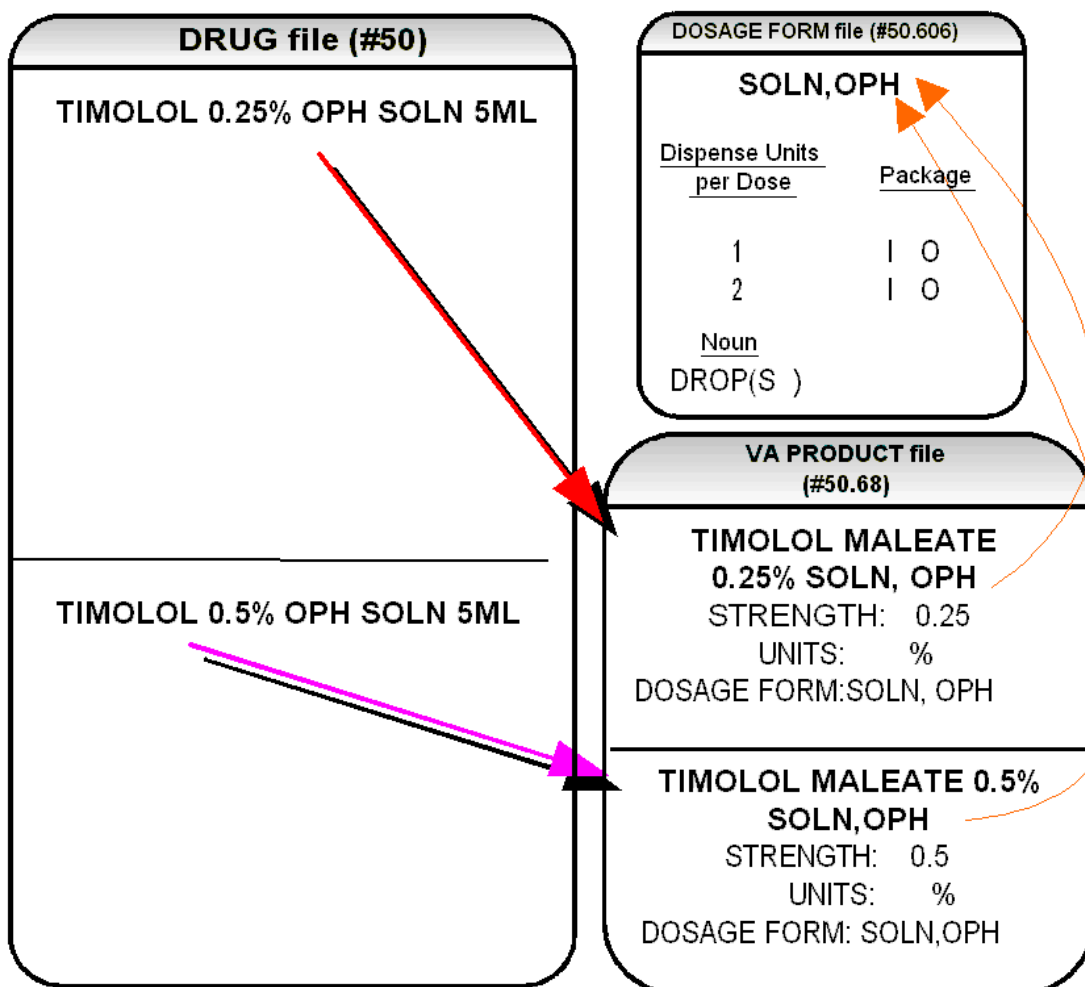 DRUG file (#50)
TIMOLOL 0.25% OPH SOLN 5ML
TIMOLOL 0.5% OPH SOLN 5ML
DOSAGE FORM file (#50.606)
SOLN,OPH
Dispense Units
per Dose
Package
1 I O
2 I O
Noun
DROP(S )
VA PRODUCT file
(#50.68)
TIMOLOL MALEATE
0.25% SOLN, OPH
STRENGTH: 0.25
UNITS: %
DOSAGE FORM:SOLN, OPH
TIMOLOL MALEATE 0.5%
SOLN,OPH
STRENGTH: 0.5
UNITS: %
DOSAGE FORM: SOLN,OPH